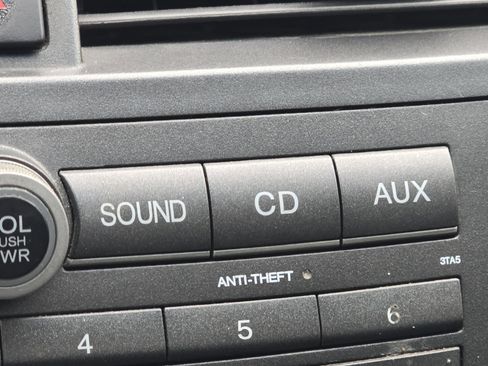 SOUND CD AUX
OL
USH
WR
ANTI-THEFT 3TA5
4 5 6